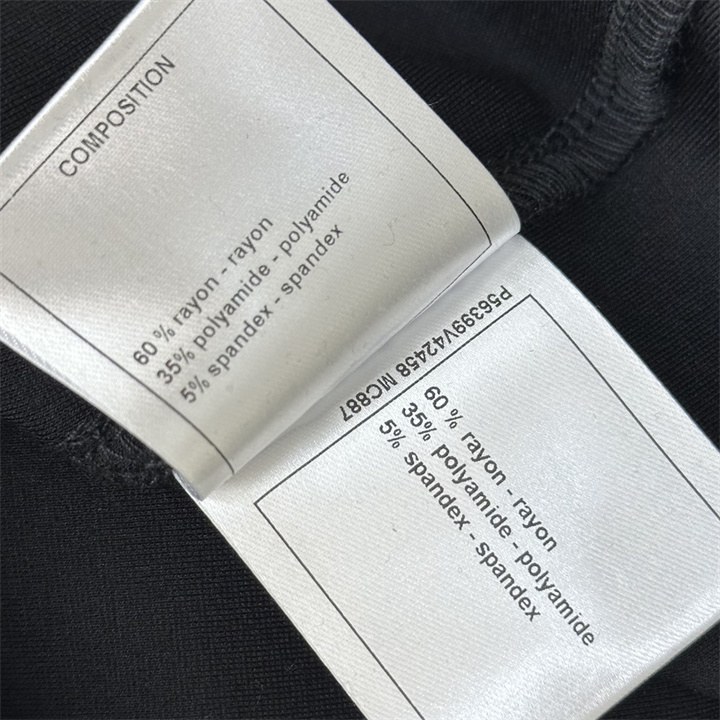 COMPOSITION
60 % rayon - rayon
35% polyamide - polyamide
5% spandex - spandex
P56399V42458 MC887
60 % rayon - rayon
35% polyamide - polyamide
5% spandex - spandex